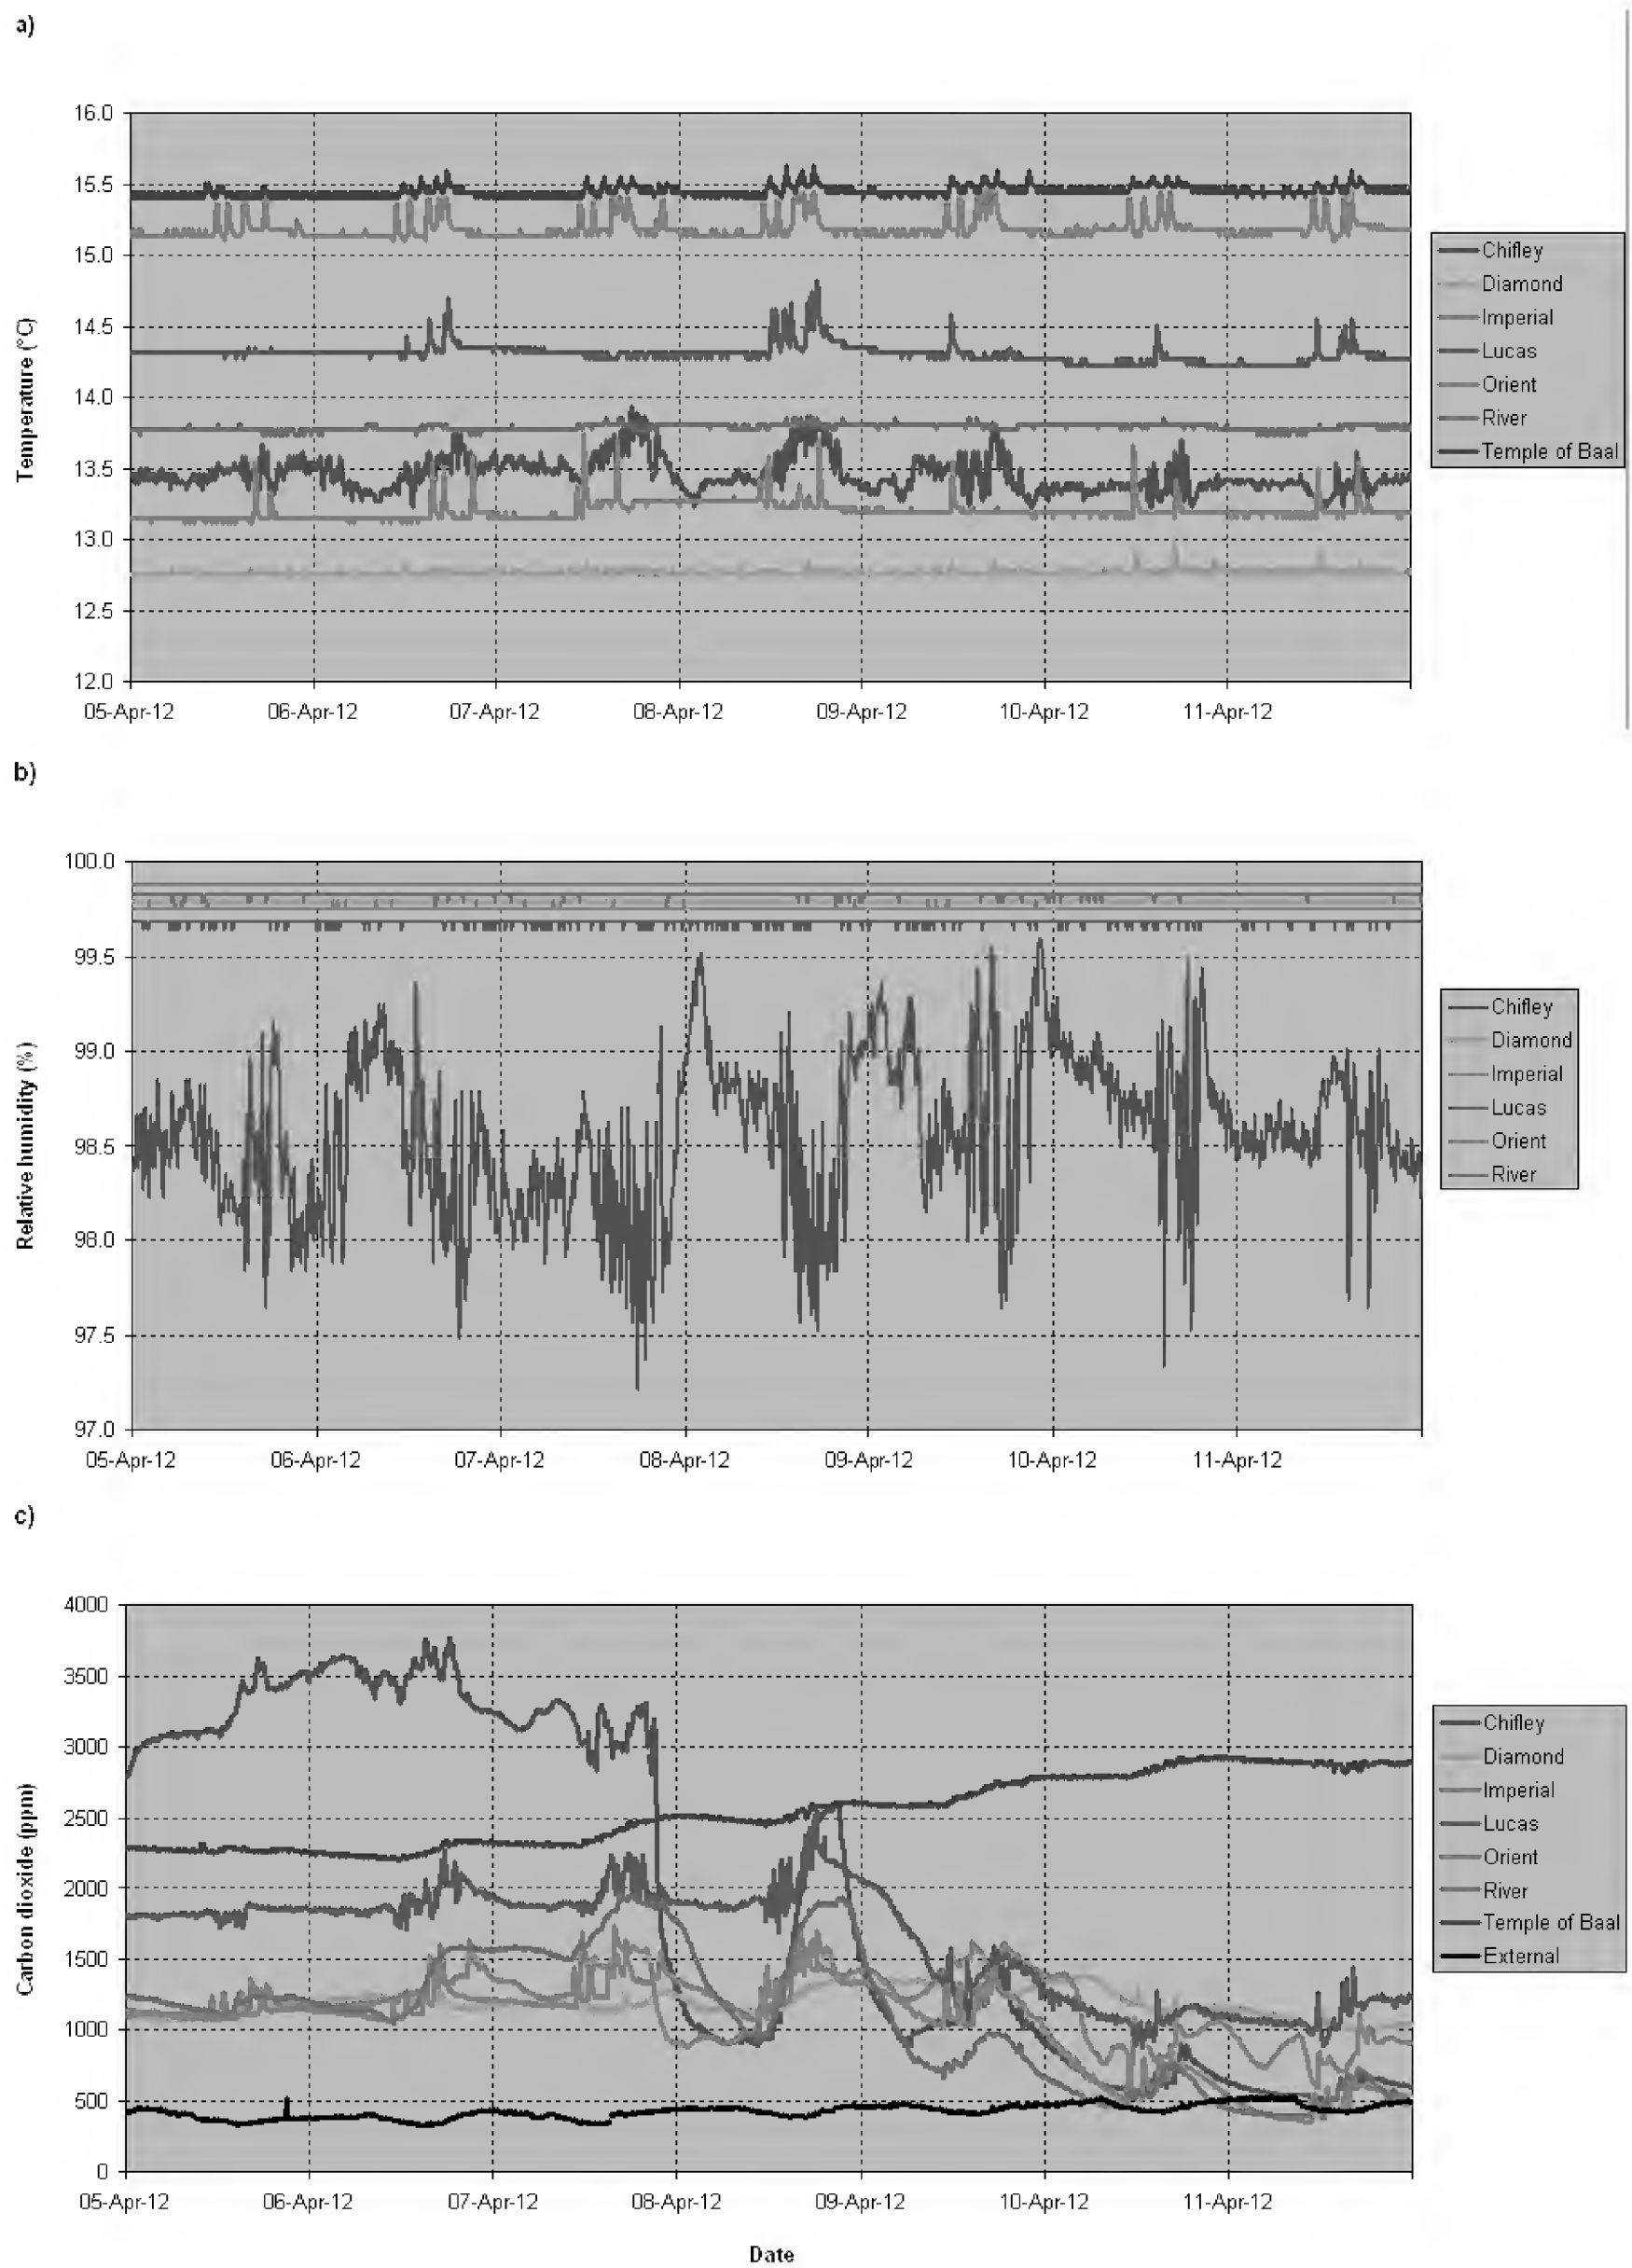 a)
16.0
15.5
15.0
14.5
14.0
13.5
13.0
12.5
12.0
Temperature (°C)
05-Apr-12 06-Apr-12 07-Apr-12 08-Apr-12 09-Apr-12 10-Apr-12 11-Apr-12
Chifley
Diamond
Imperial
Lucas
Orient
River
Temple of Baal
b)
100.0
99.5
99.0
98.5
98.0
97.5
97.0
Relative humidity (%)
05-Apr-12 06-Apr-12 07-Apr-12 08-Apr-12 09-Apr-12 10-Apr-12 11-Apr-12
Chifley
Diamond
Imperial
Lucas
Orient
River
c)
4000
3500
3000
2500
2000
1500
1000
500
0
Carbon dioxide (ppm)
05-Apr-12 06-Apr-12 07-Apr-12 08-Apr-12 09-Apr-12 10-Apr-12 11-Apr-12
Date
Chifley
Diamond
Imperial
Lucas
Orient
River
Temple of Baal
External